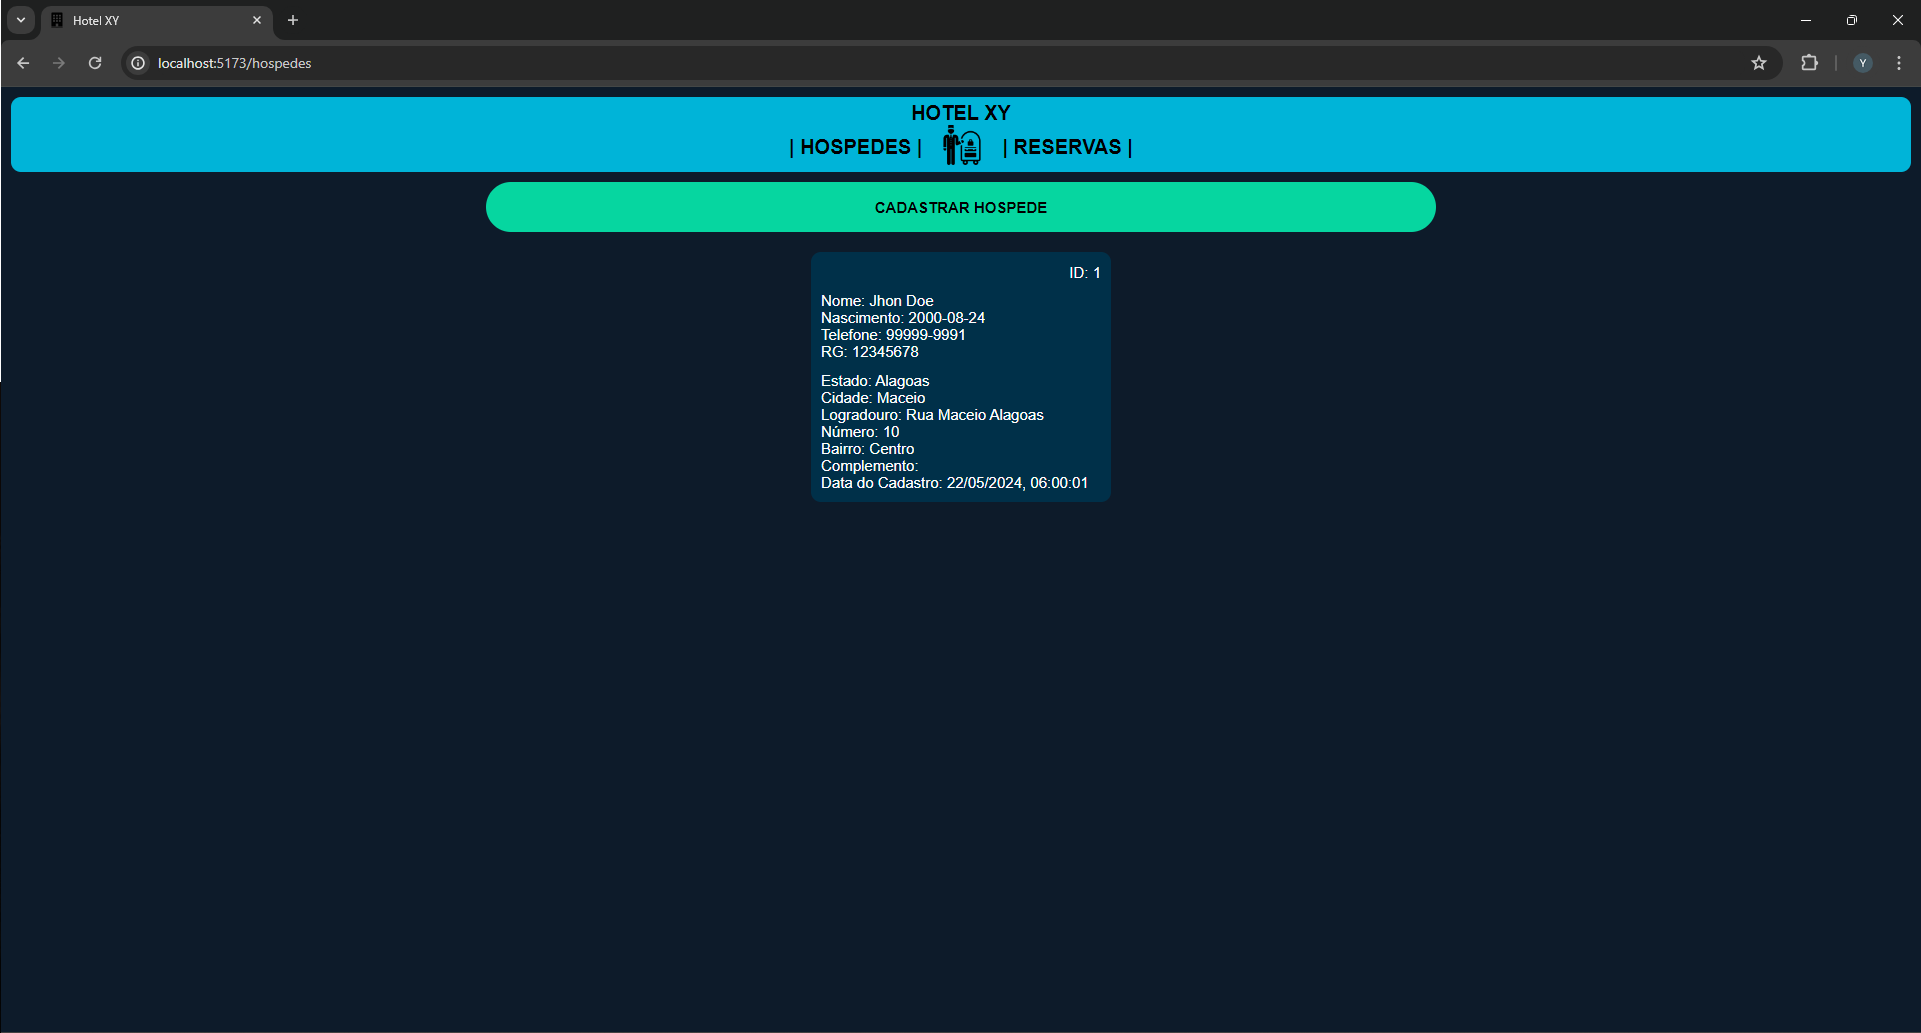 Hotel XY
localhost:5173/hospedes
Y
HOTEL XY
| HOSPEDES | | RESERVAS |
CADASTRAR HOSPEDE
ID: 1
Nome: Jhon Doe
Nascimento: 2000-08-24
Telefone: 99999-9991
RG: 12345678
Estado: Alagoas
Cidade: Maceio
Logradouro: Rua Maceio Alagoas
Número: 10
Bairro: Centro
Complemento:
Data do Cadastro: 22/05/2024, 06:00:01